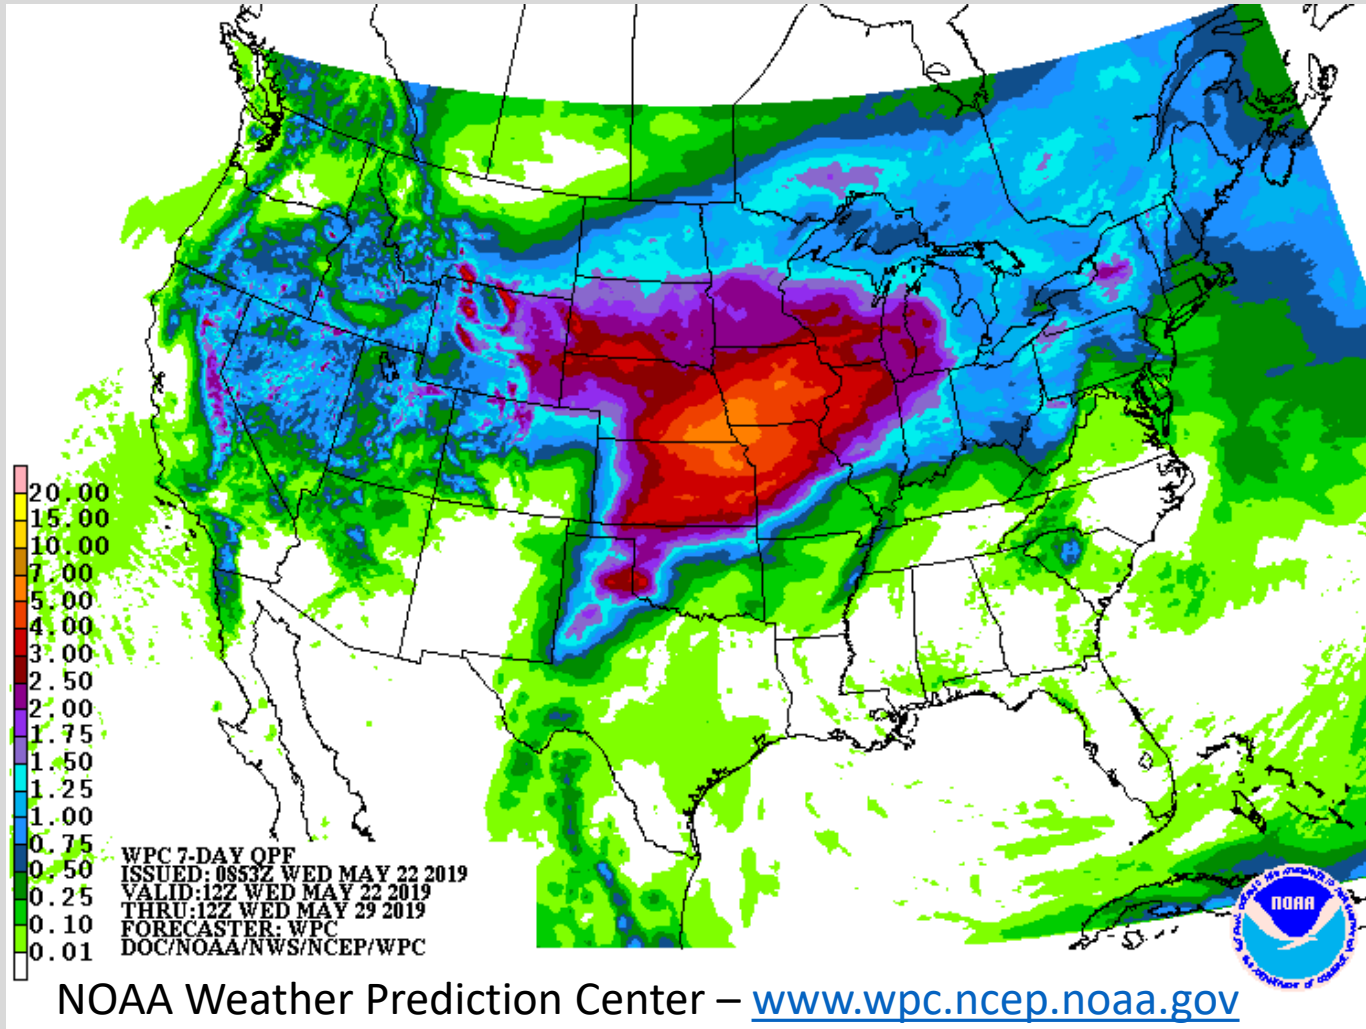 20.00
15.00
10.00
7.00
5.00
4.00
3.00
2.50
2.00
1.75
1.50
1.25
1.00
0.75
0.50
0.25
0.10
0.01
WPC 7-DAY QPF
ISSUED: 0853Z WED MAY 22 2019
VALID:12Z WED MAY 22 2019
THRU:12Z WED MAY 29 2019
FORECASTER: WPC
DOC/NOAA/NWS/NCEP/WPC
NOAA
NOAA Weather Prediction Center – www.wpc.ncep.noaa.gov